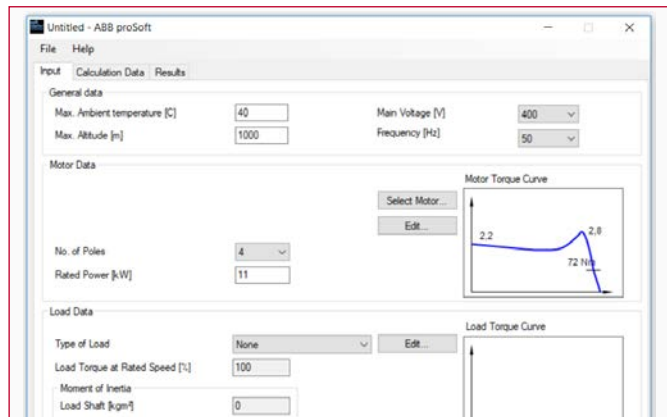 Untitled - ABB proSoft
File Help
Input Calculation Data Results
General data
Max. Ambient temperature [C] 40 Main Voltage [V] 400
Max. Altitude [m] 1000 Frequency [Hz] 50
Motor Data
Motor Torque Curve
Select Motor...
Edit...
2,2 2,8
72 Nm
No. of Poles 4
Rated Power [kW] 11
Load Data
Load Torque Curve
Type of Load None Edit...
Load Torque at Rated Speed [%] 100
Moment of Inertia
Load Shaft [kgm²] 0